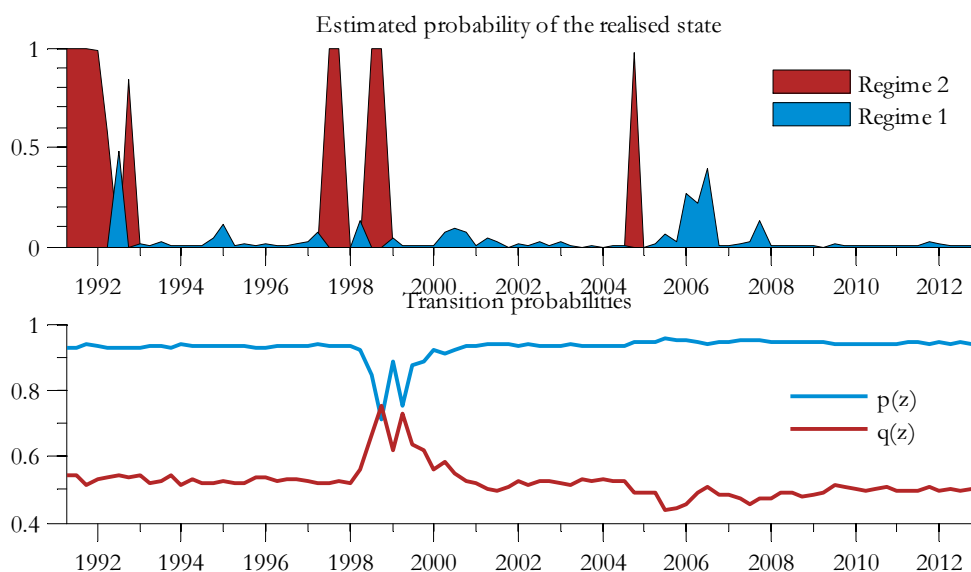 Estimated probability of the realised state
1
0.5
0
Regime 2
Regime 1
1992 1994 1996 1998 2000 2002 2004 2006 2008 2010 2012
Transition probabilities
1
0.8
0.6
0.4
p(z)
q(z)
1992 1994 1996 1998 2000 2002 2004 2006 2008 2010 2012